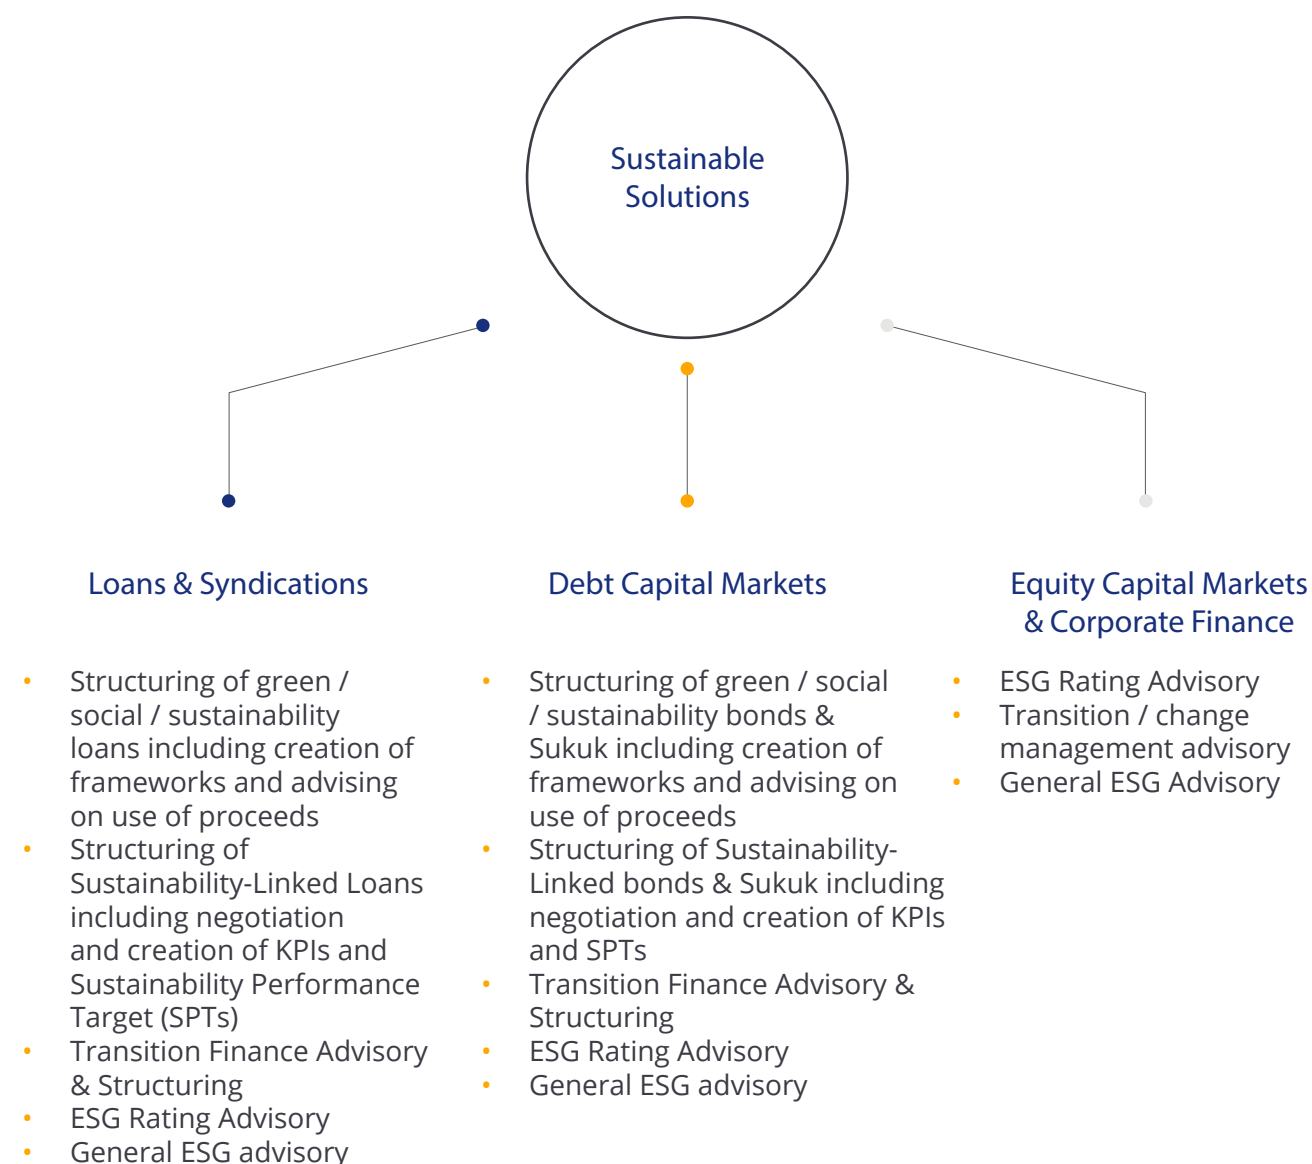 Sustainable
Solutions
Loans & Syndications
• Structuring of green /
social / sustainability
loans including creation of
frameworks and advising
on use of proceeds
• Structuring of
Sustainability-Linked Loans
including negotiation
and creation of KPIs and
Sustainability Performance
Target (SPTs)
• Transition Finance Advisory
& Structuring
• ESG Rating Advisory
• General ESG advisory
Debt Capital Markets
• Structuring of green / social
/ sustainability bonds &
Sukuk including creation of
frameworks and advising on
use of proceeds
• Structuring of Sustainability-
Linked bonds & Sukuk including
negotiation and creation of KPIs
and SPTs
• Transition Finance Advisory &
Structuring
• ESG Rating Advisory
• General ESG advisory
Equity Capital Markets
& Corporate Finance
• ESG Rating Advisory
• Transition / change
management advisory
• General ESG Advisory